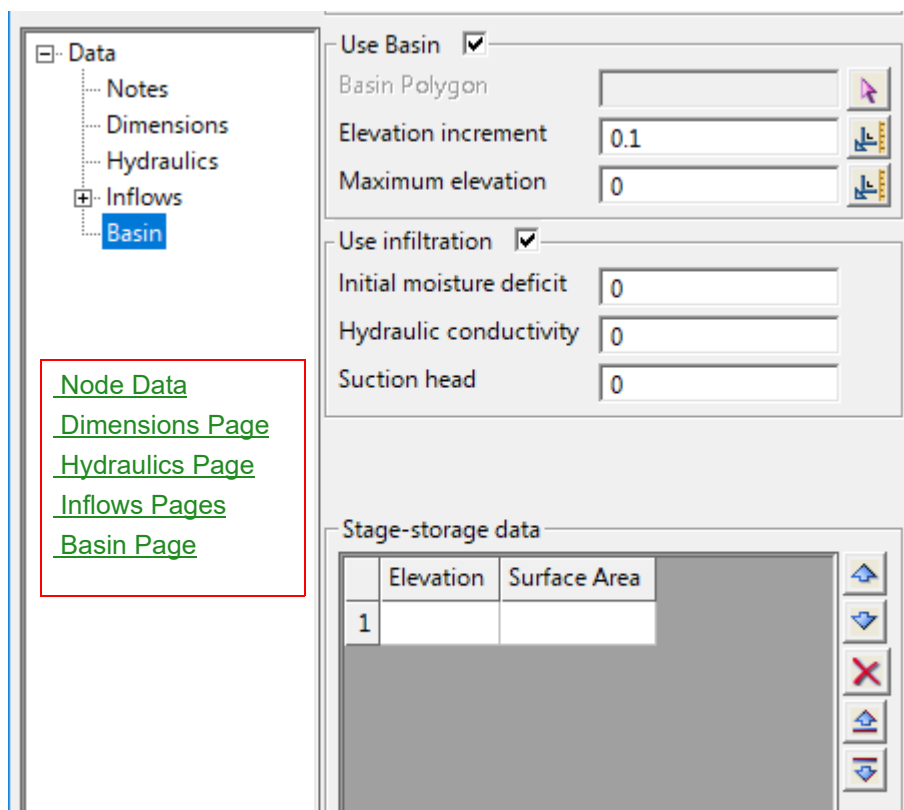 Data
Notes
Dimensions
Hydraulics
Inflows
Basin
Node Data
Dimensions Page
Hydraulics Page
Inflows Pages
Basin Page
Use Basin
Basin Polygon
Elevation increment 0.1
Maximum elevation 0
Use infiltration
Initial moisture deficit 0
Hydraulic conductivity 0
Suction head 0
Stage-storage data
Elevation Surface Area
1